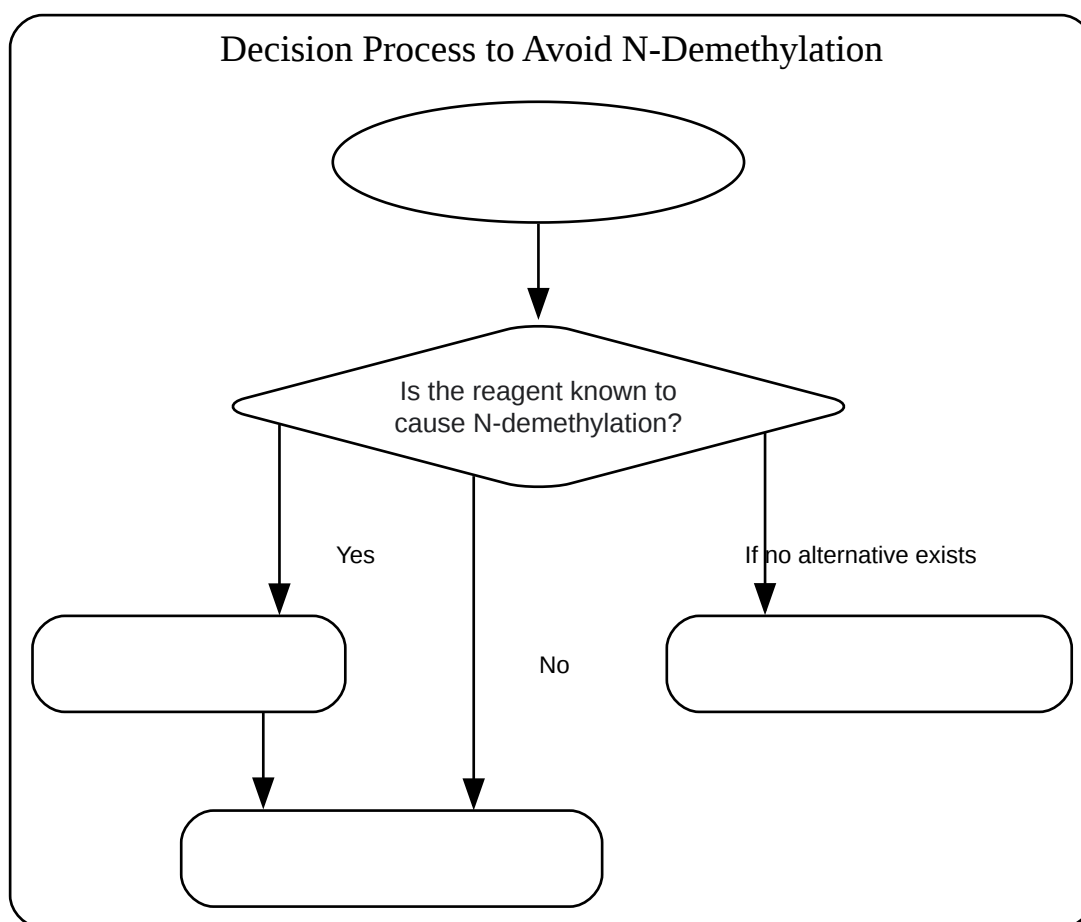 Decision Process to Avoid N-Demethylation
Is the reagent known to
cause N-demethylation?
Yes
If no alternative exists
No